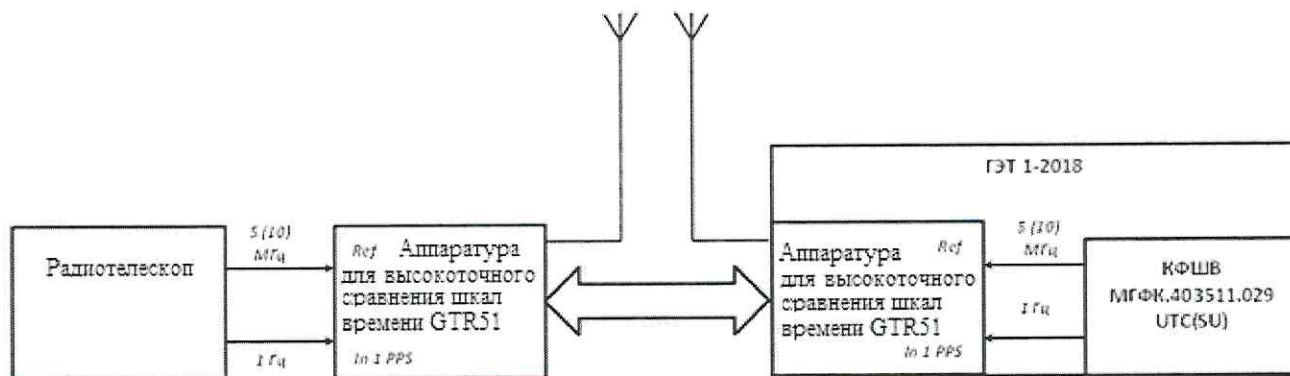 ГЭТ 1-2018
Радиотелескоп
5 (10)
МГц
1 Гц
Ref Аппаратура
для высокоточного
сравнения шкал
времени GTR51
In 1 PPS
Аппаратура Ref
для высокоточного
сравнения шкал
времени GTR51
In 1 PPS
5 (10)
МГц
1 Гц
КФШВ
МГФК.403511.029
UTC(SU)